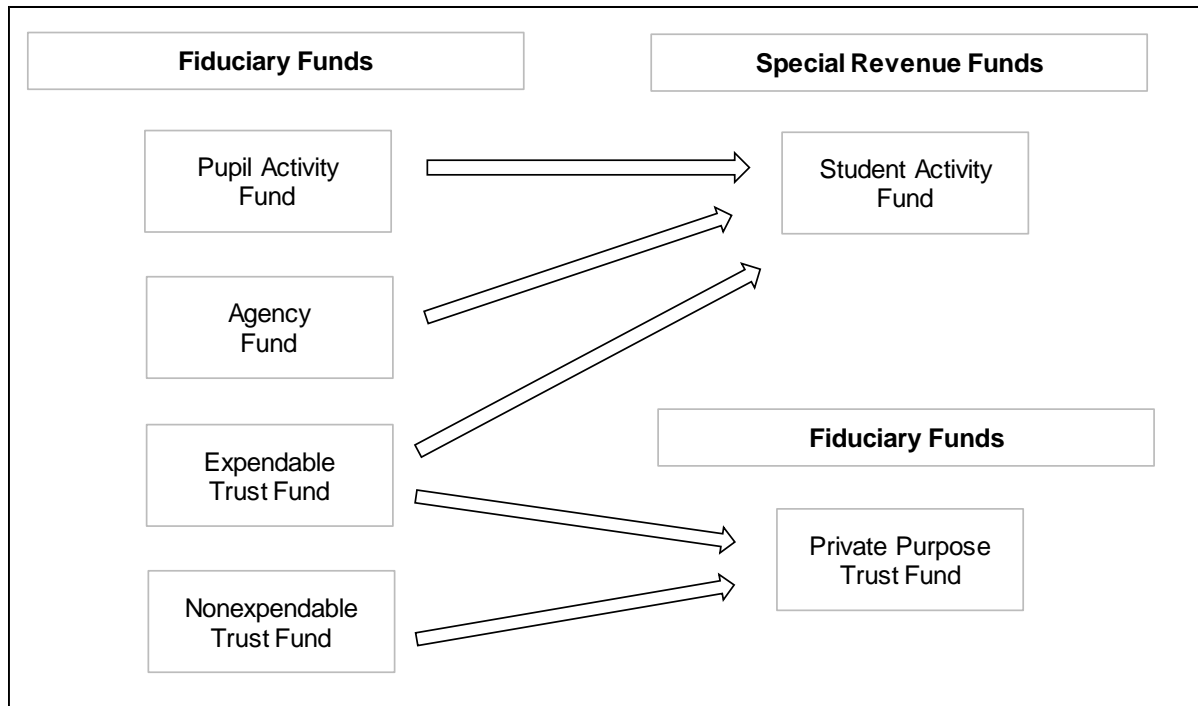 Fiduciary Funds
Special Revenue Funds
Pupil Activity
Fund
Student Activity
Fund
Agency
Fund
Expendable
Trust Fund
Fiduciary Funds
Private Purpose
Trust Fund
Nonexpendable
Trust Fund